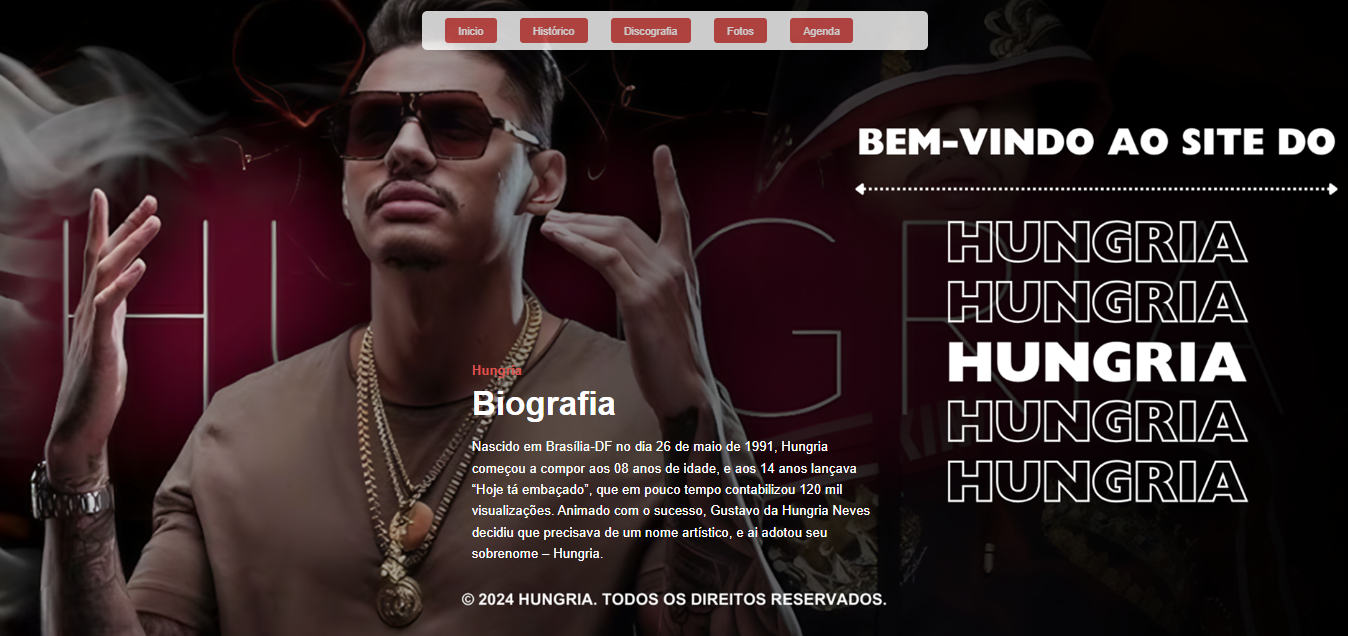 Inicio
Histórico
Discografia
Fotos
Agenda
BEM-VINDO AO SITE DO
HUNGRIA
HUNGRIA
HUNGRIA
HUNGRIA
HUNGRIA
HUNGRIA
Hungria
Biografia
Nascido em Brasília-DF no dia 26 de maio de 1991, Hungria
começou a compor aos 08 anos de idade, e aos 14 anos lançava
“Hoje tá embaçado”, que em pouco tempo contabilizou 120 mil
visualizações. Animado com o sucesso, Gustavo da Hungria Neves
decidiu que precisava de um nome artístico, e ai adotou seu
sobrenome – Hungria.
© 2024 HUNGRIA. TODOS OS DIREITOS RESERVADOS.